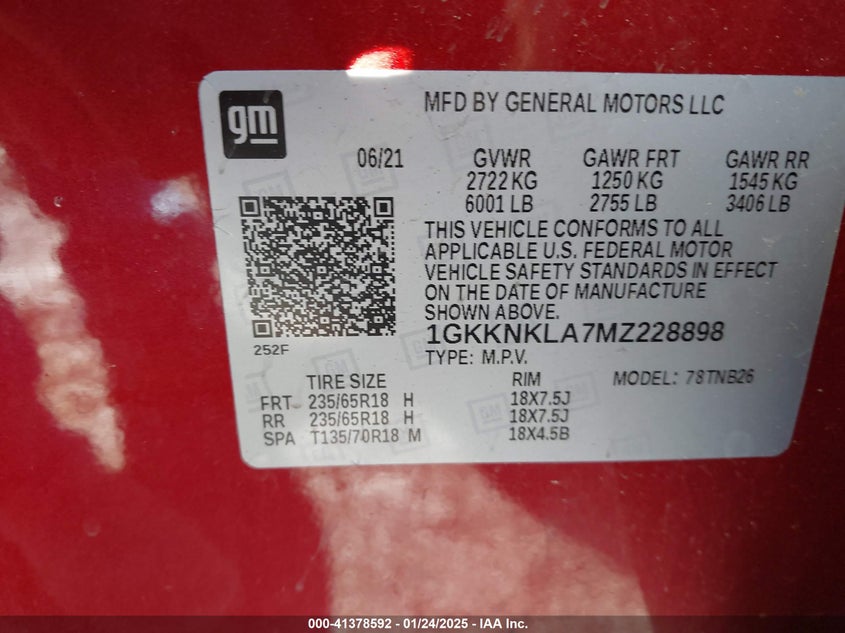 gm
MFD BY GENERAL MOTORS LLC
06/21 GVWR GAWR FRT GAWR RR
2722 KG 1250 KG 1545 KG
6001 LB 2755 LB 3406 LB
THIS VEHICLE CONFORMS TO ALL
APPLICABLE U.S. FEDERAL MOTOR
VEHICLE SAFETY STANDARDS IN EFFECT
ON THE DATE OF MANUFACTURE
SHOWN ABOVE.
1GKKNKLA7MZ228898
252F
TYPE: M.P.V.
TIRE SIZE RIM MODEL: 78TNB26
FRT 235/65R18 H 18X7.5J
RR 235/65R18 H 18X7.5J
SPA T135/70R18 M 18X4.5B
000-41378592 - 01/24/2025 - IAA Inc.